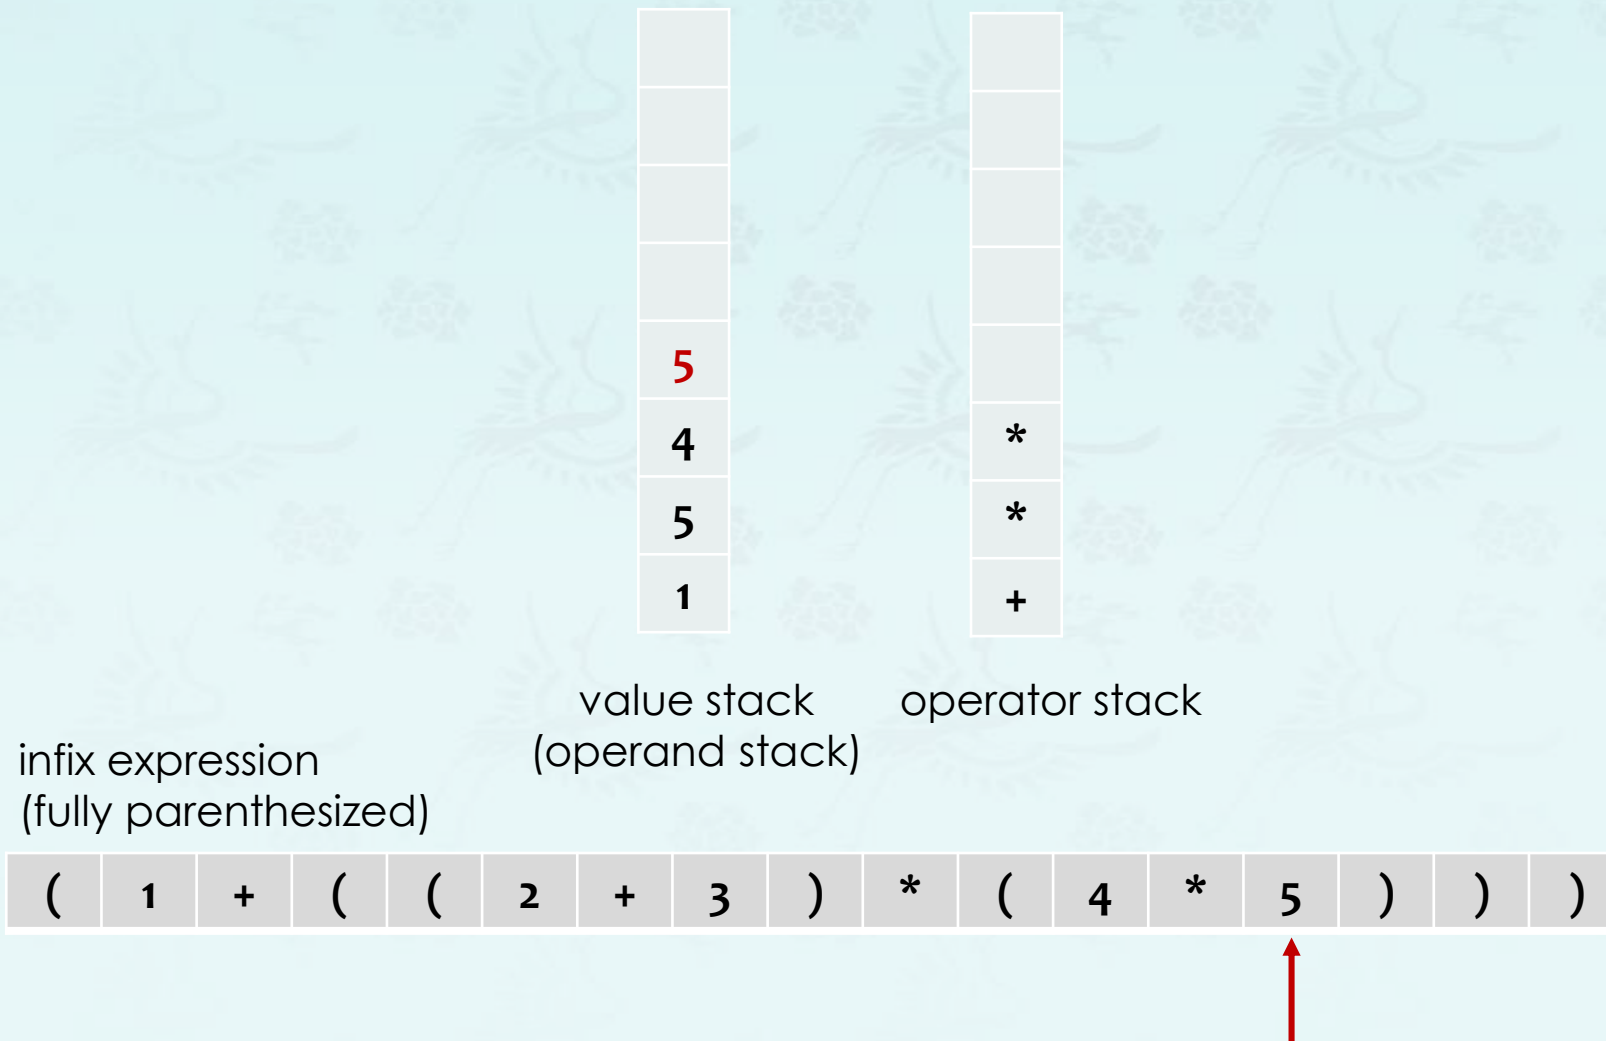 5
4 *
5 *
1 +
value stack operator stack
(operand stack)
infix expression
(fully parenthesized)
( 1 + ( ( 2 + 3 ) * ( 4 * 5 ) ) )